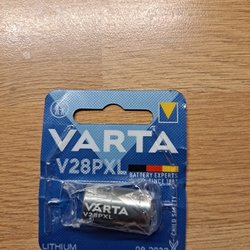 VARTA
V28PXL
BATTERY EXPERTS
SINCE 1887
CHILD SAFETY
VARTA
V28PXL
LITHIUM